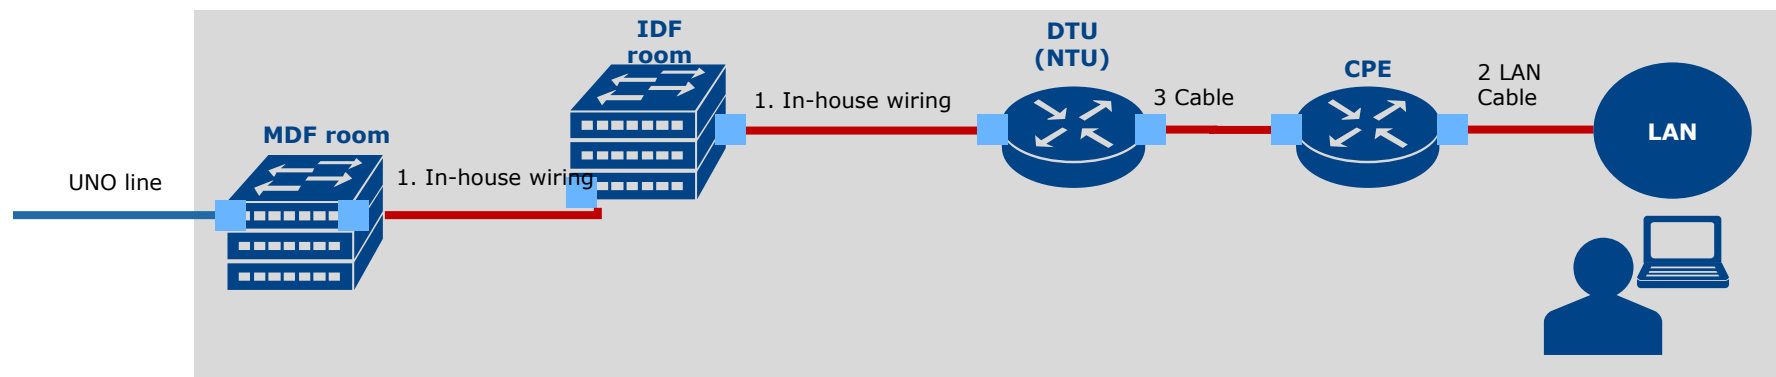 UNO line
MDF room
1. In-house wiring
IDF
room
1. In-house wiring
DTU
(NTU)
3 Cable
CPE
2 LAN
Cable
LAN